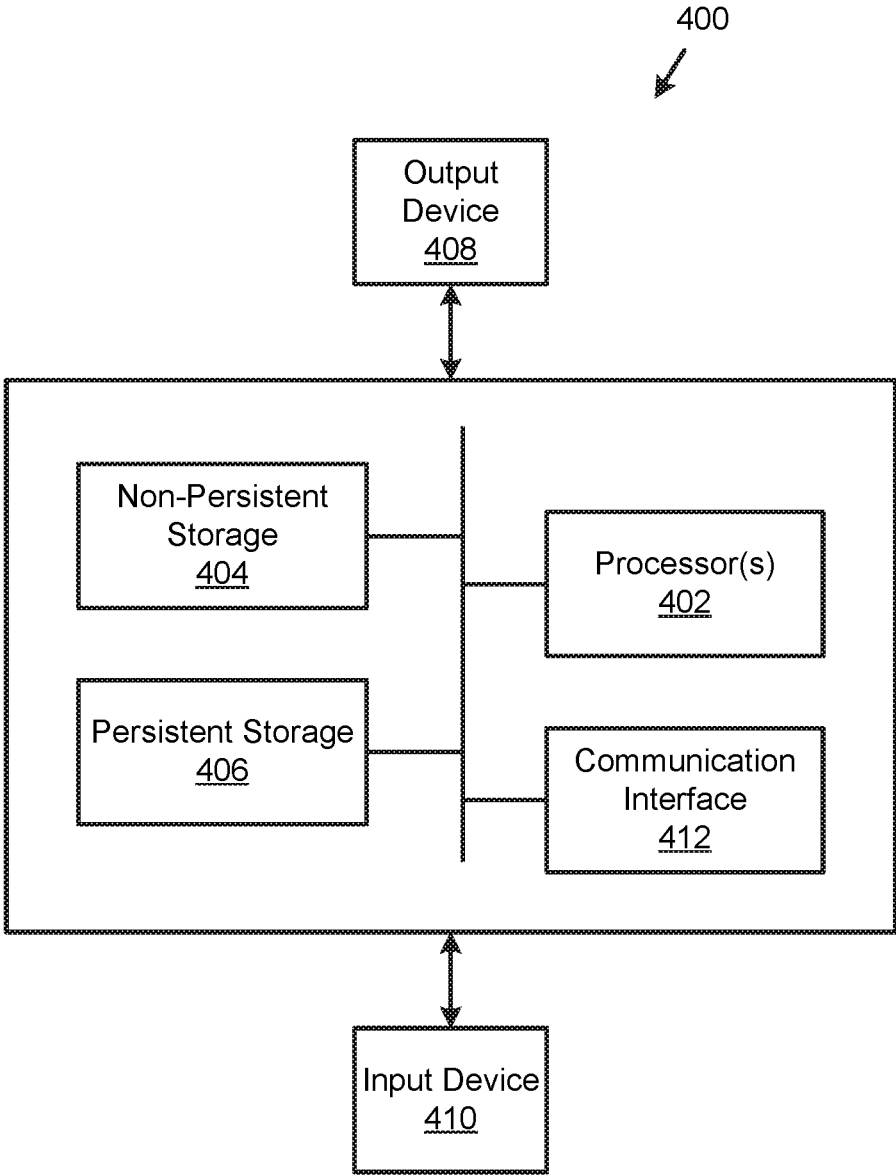 400
Output
Device
408
Non-Persistent
Storage
404
Processor(s)
402
Persistent Storage
406
Communication
Interface
412
Input Device
410